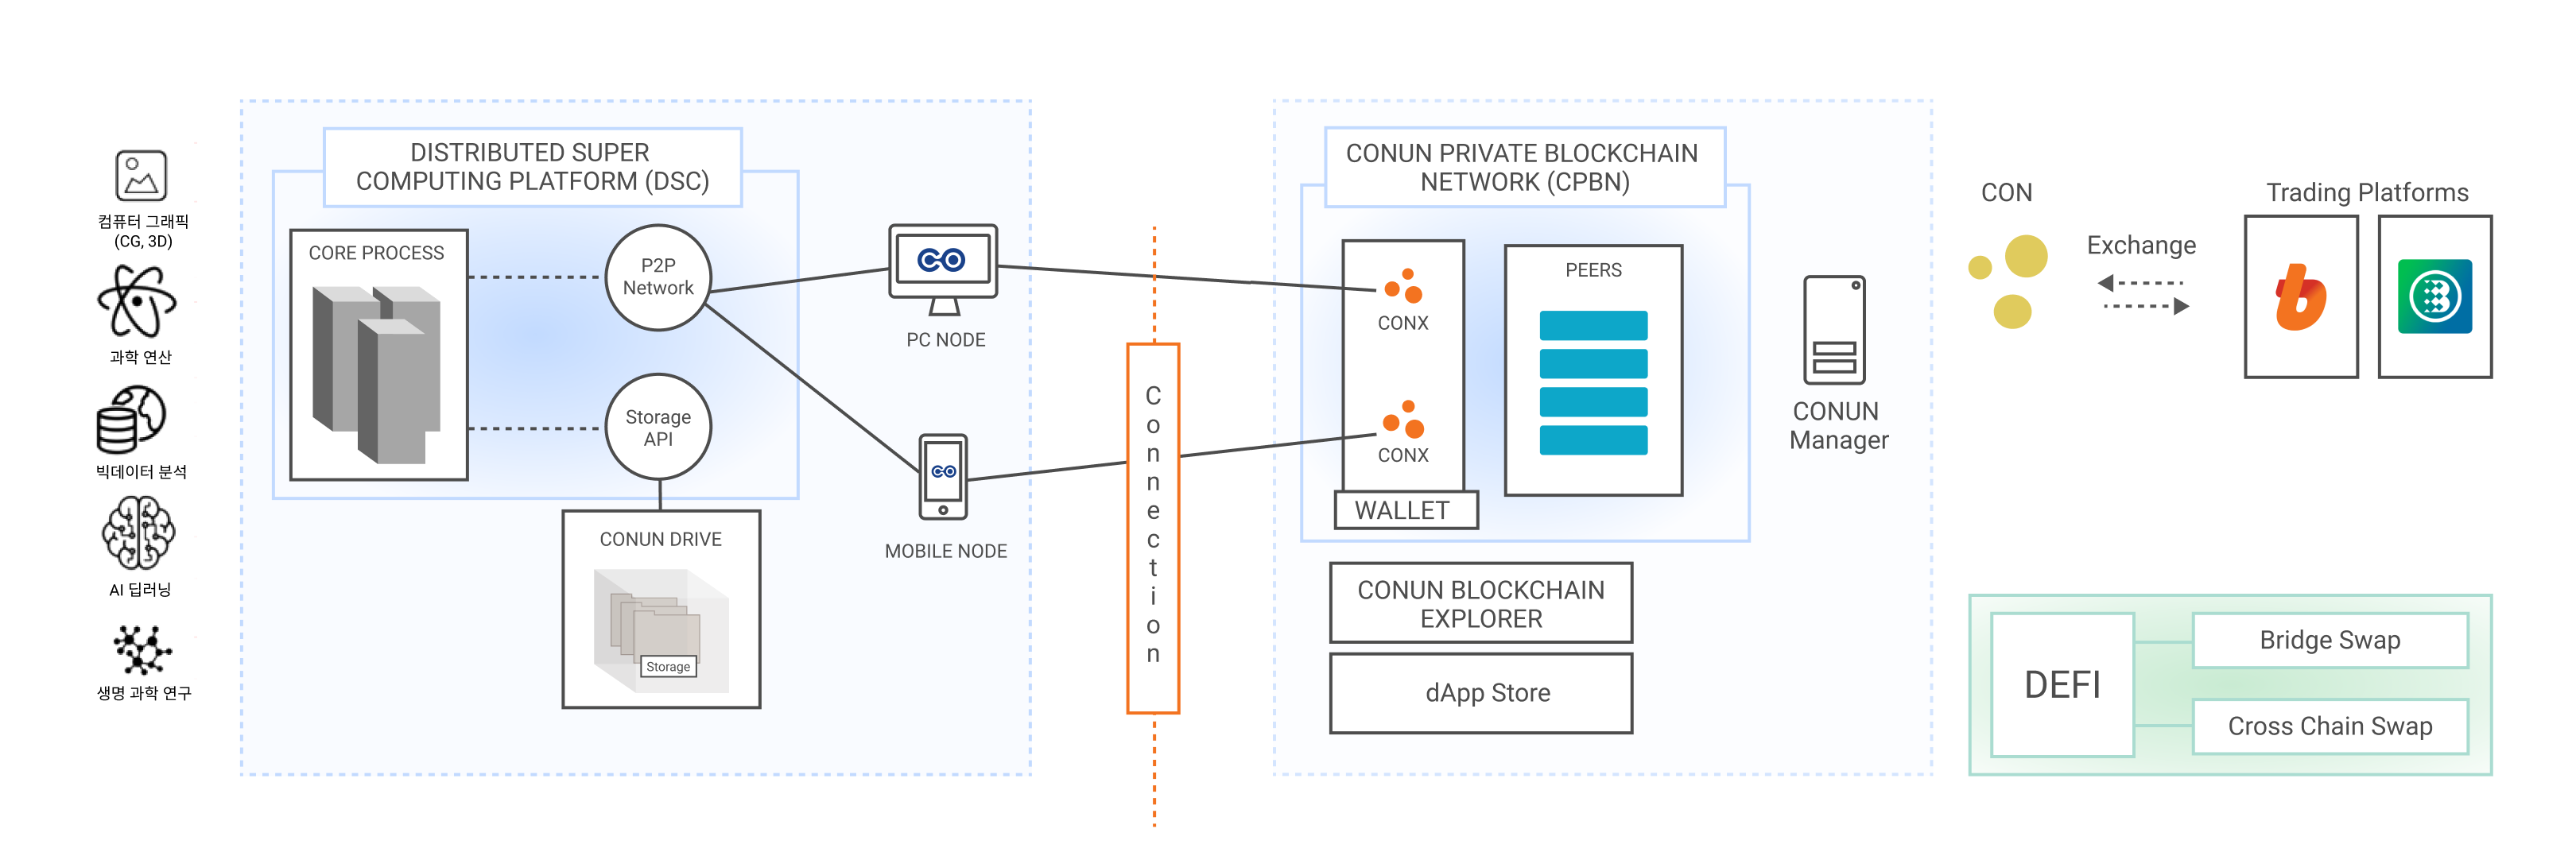 컴퓨터 그래픽
(CG, 3D)
과학 연산
빅데이터 분석
AI 딥러닝
생명 과학 연구
DISTRIBUTED SUPER
COMPUTING PLATFORM (DSC)
CORE PROCESS
P2P
Network
Storage
API
CONUN DRIVE
Storage
PC NODE
MOBILE NODE
Connection
CONUN PRIVATE BLOCKCHAIN
NETWORK (CPBN)
CONX
CONX
WALLET
PEERS
CONUN BLOCKCHAIN
EXPLORER
dApp Store
CONUN
Manager
CON
Exchange
Trading Platforms
DEFI
Bridge Swap
Cross Chain Swap